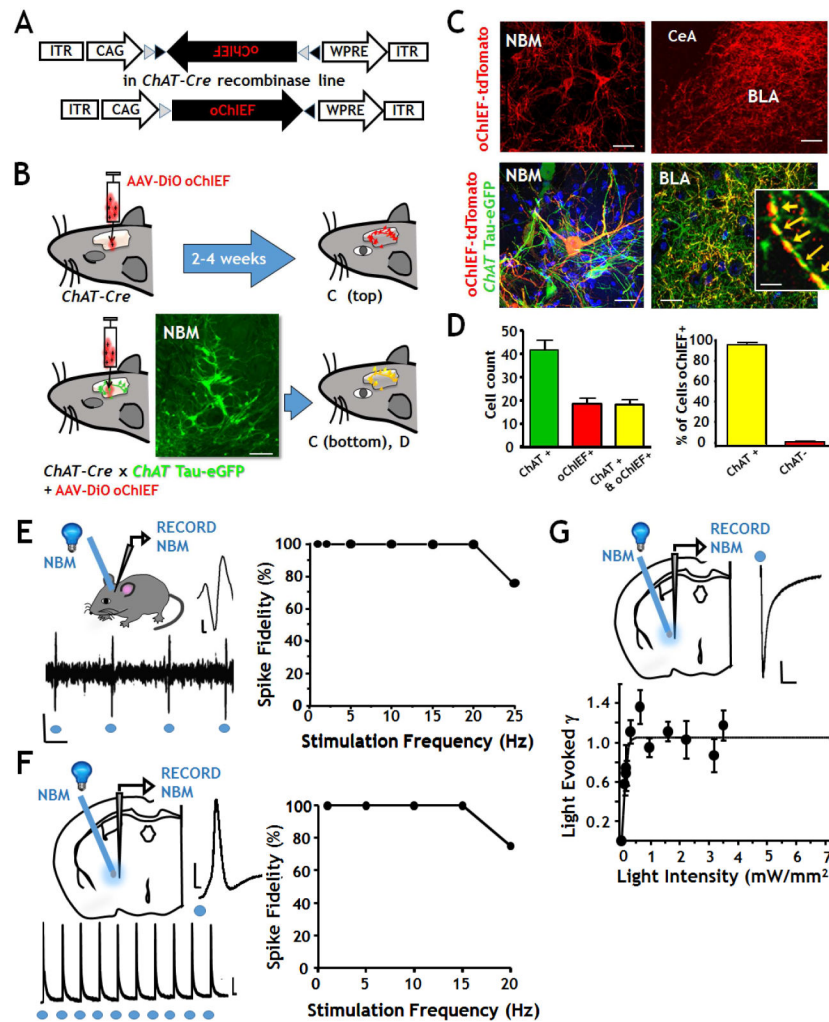 A
ITR CAG oChIEF WPRE ITR
in ChAT-Cre recombinase line
ITR CAG oChIEF WPRE ITR
B
AAV-DiO oChIEF
ChAT-Cre
2-4 weeks
C (top)
NBM
C (bottom), D
ChAT-Cre x ChAT Tau-eGFP
+ AAV-DiO oChIEF
C
oChIEF-tdTomato
NBM
CeA
BLA
oChIEF-tdTomato
ChAT Tau-eGFP
NBM
BLA
D
Cell count
50
40
30
20
10
0
ChAT +
oChIEF+
ChAT +
& oChIEF+
% of Cells oChIEF+
100
80
60
40
20
0
ChAT +
ChAT-
E
RECORD
NBM
NBM
Spike Fidelity (%)
100
80
60
40
20
0
0 5 10 15 20 25
Stimulation Frequency (Hz)
F
RECORD
NBM
NBM
Spike Fidelity (%)
100
80
60
40
20
0
0 5 10 15 20
Stimulation Frequency (Hz)
G
RECORD
NBM
NBM
Light Evoked γ
1.4
1.0
0.6
0.2
0 1 2 3 4 5 6 7
Light Intensity (mW/mm²